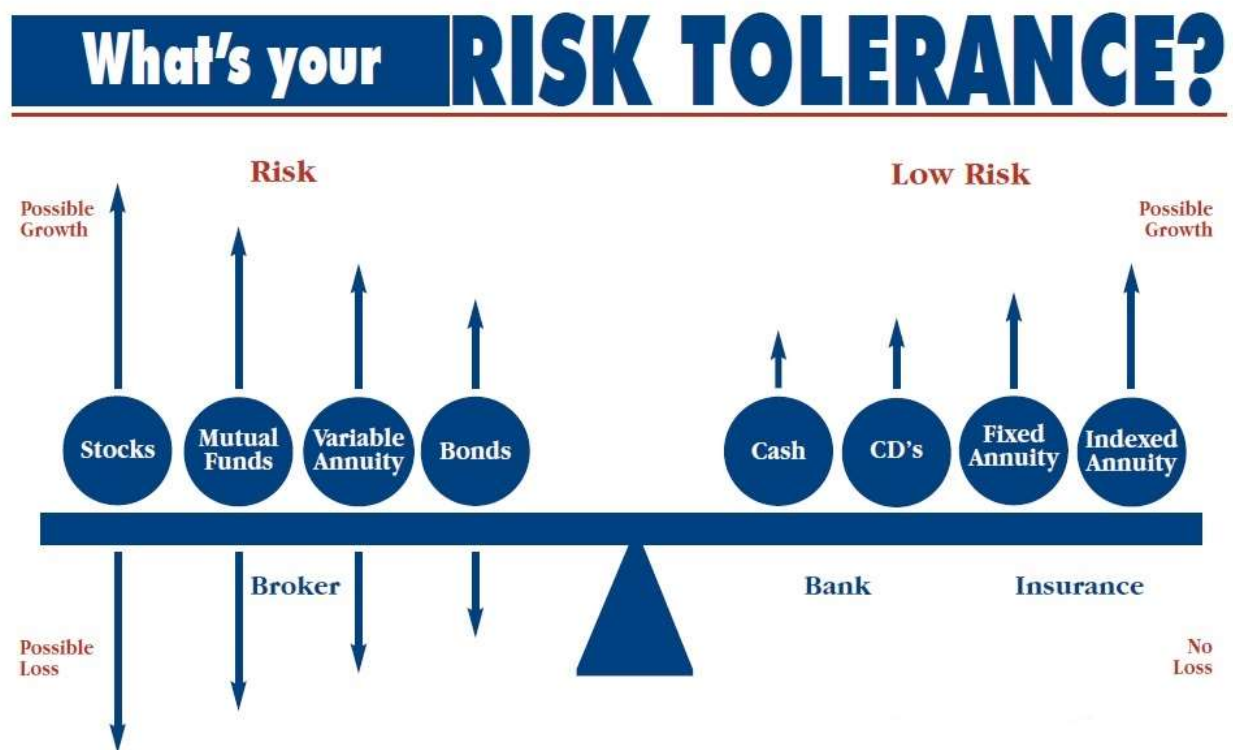 What's your RISK TOLERANCE?
Risk
Low Risk
Possible
Growth
Possible
Growth
Stocks
Mutual
Funds
Variable
Annuity
Bonds
Cash
CD's
Fixed
Annuity
Indexed
Annuity
Broker
Bank
Insurance
Possible
Loss
No
Loss